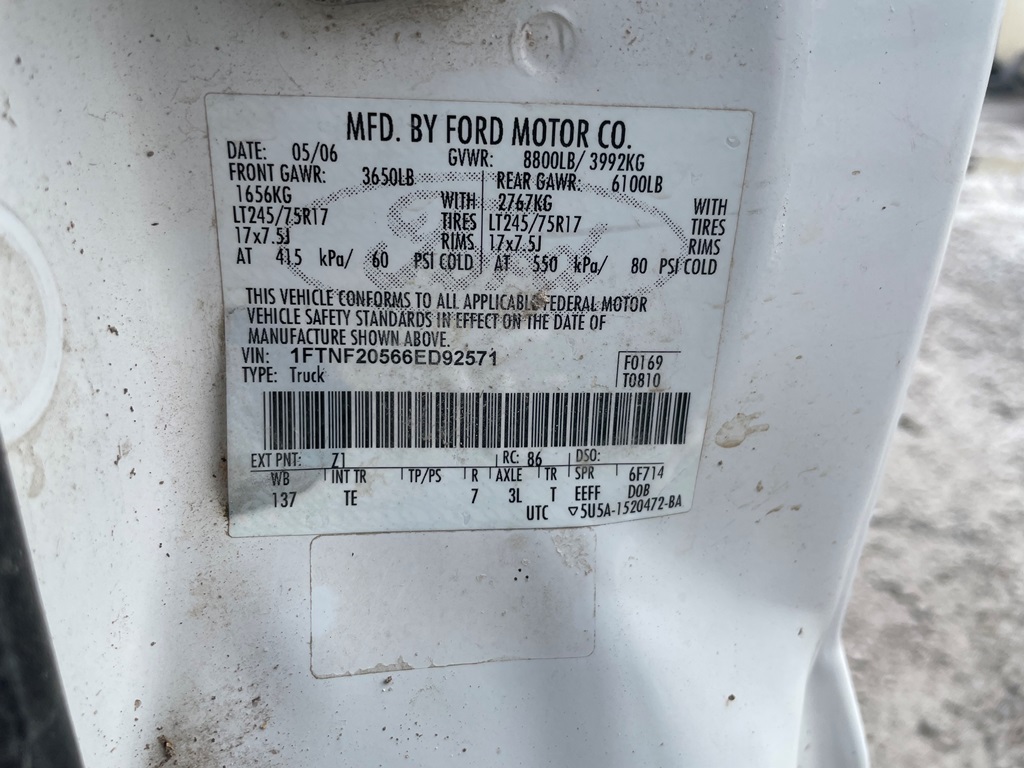 MFD. BY FORD MOTOR CO.
DATE: 05/06 GVWR: 8800LB/ 3992KG
FRONT GAWR: 3650LB REAR GAWR: 6100LB
1656KG WITH 2767KG WITH
LT245/75R17 TIRES LT245/75R17 TIRES
17x7.5J RIMS 17x7.5J RIMS
AT 415 kPa/ 60 PSI COLD AT 550 kPa/ 80 PSI COLD
THIS VEHICLE CONFORMS TO ALL APPLICABLE FEDERAL MOTOR
VEHICLE SAFETY STANDARDS IN EFFECT ON THE DATE OF
MANUFACTURE SHOWN ABOVE.
VIN: 1FTNF20566ED92571 F0169
TYPE: Truck T0810
EXT PNT: Z1 RC: 86 DSO:
WB INT TR TP/PS R AXLE TR SPR 6F714
137 TE 7 3L T EEFF DOB
UTC ▽5U5A-1520472-BA